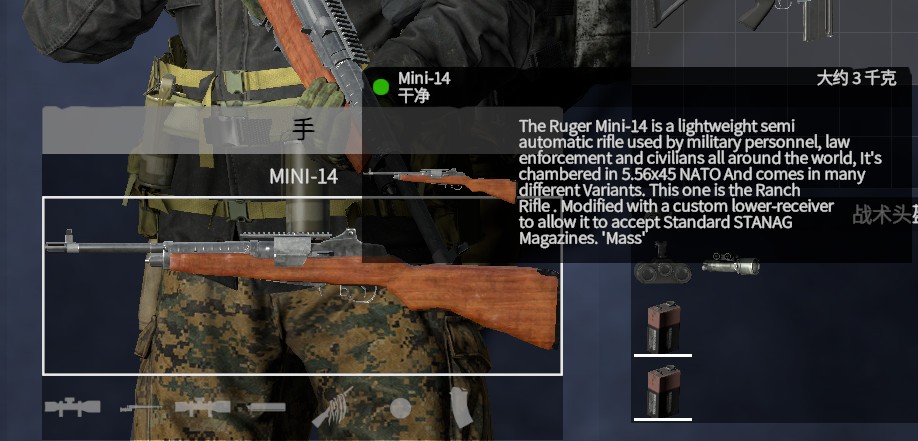 Mini-14
干净
大约 3 千克
手
MINI-14
The Ruger Mini-14 is a lightweight semi
automatic rifle used by military personnel, law
enforcement and civilians all around the world, It's
chambered in 5.56x45 NATO And comes in many
different Variants. This one is the Ranch
Rifle . Modified with a custom lower-receiver
to allow it to accept Standard STANAG
Magazines. 'Mass'
战术头